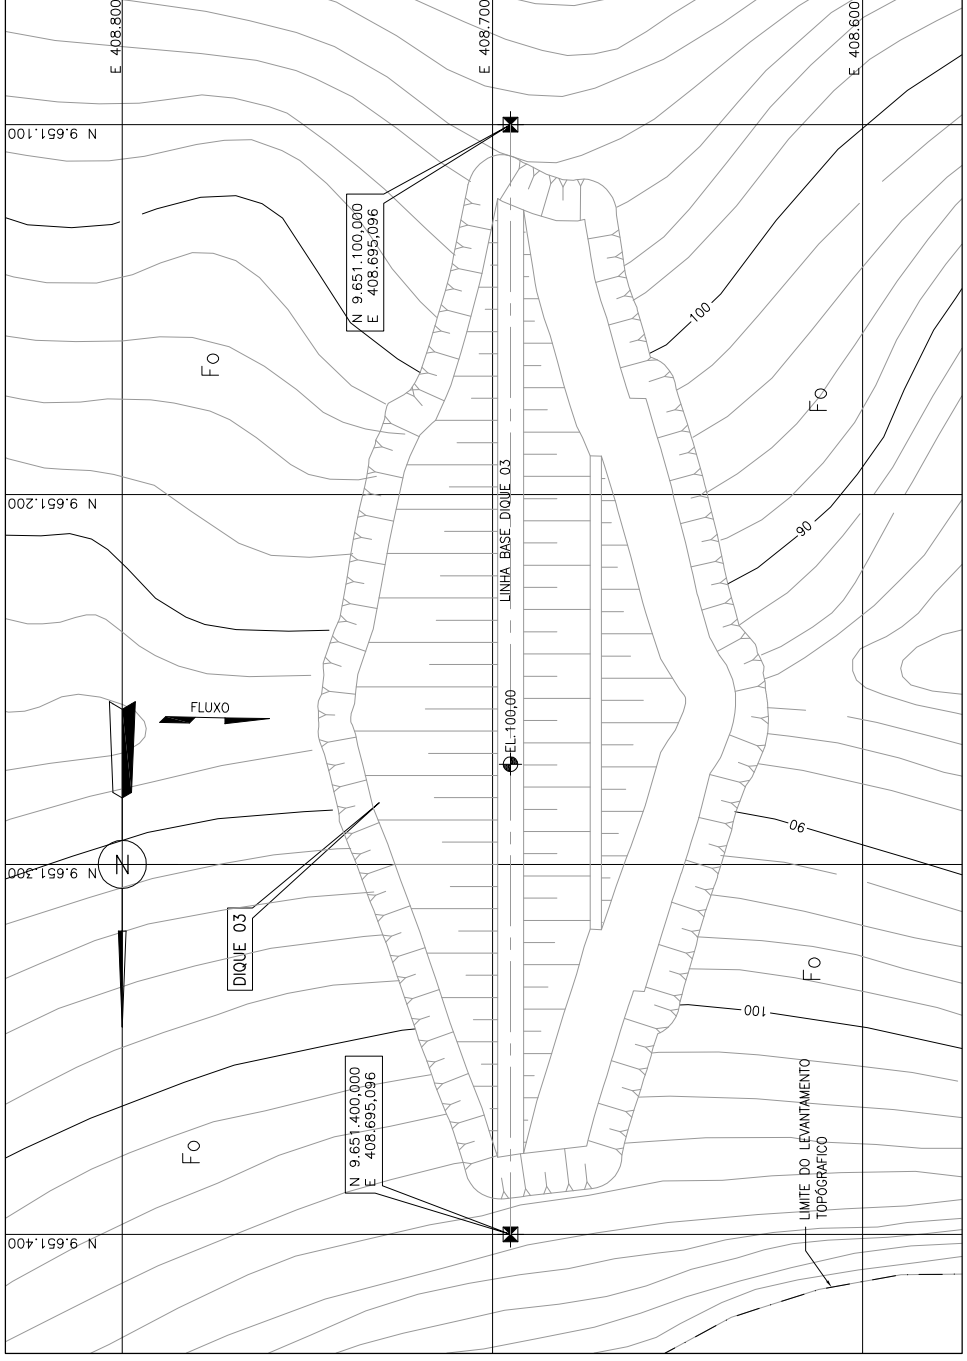 E 408.800
E 408.700
E 408.600
N 9.651.100
N 9.651.100,000
E 408.695,096
100
Fo
Fo
N 9.651.200
LINHA BASE DIQUE 03
90
FLUXO
EL.100,00
90
N
N 9.651.300
DIQUE 03
Fo
100
N 9.651.400,000
E 408.695,096
Fo
LIMITE DO LEVANTAMENTO
TOPÓGRAFICO
N 9.651.400